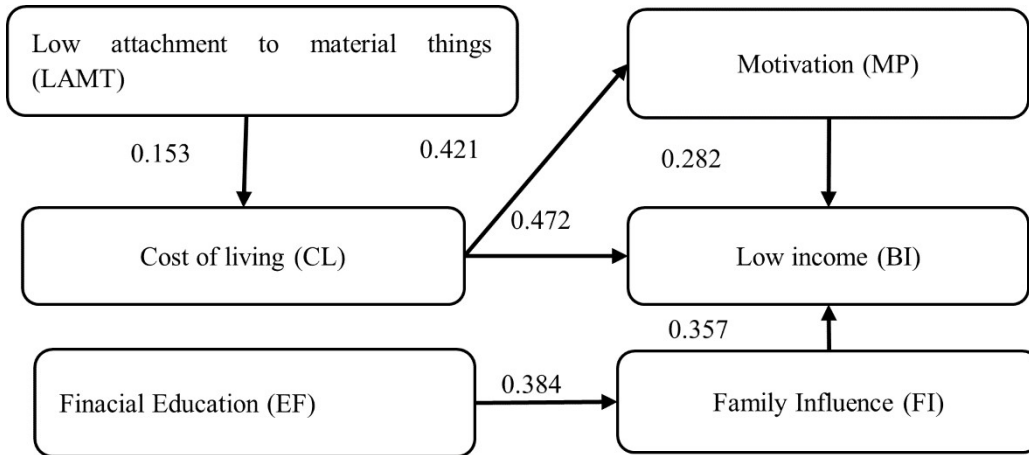 Low attachment to material things
(LAMT)
Motivation (MP)
0.153
0.421
0.282
0.472
Cost of living (CL)
Low income (BI)
0.357
0.384
Finacial Education (EF)
Family Influence (FI)